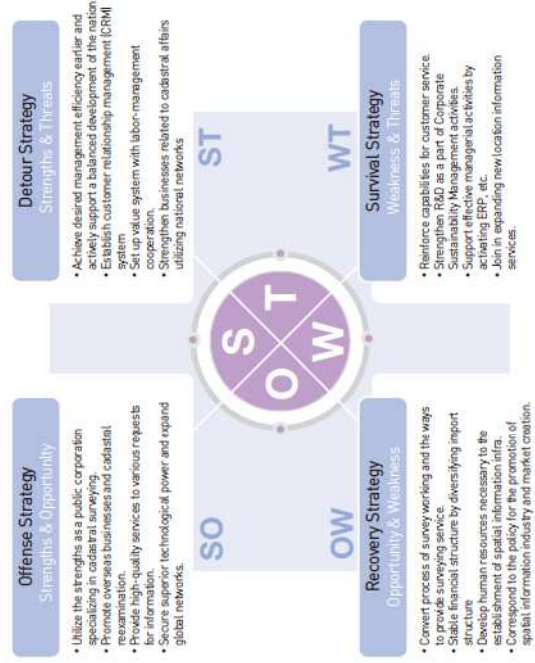 Offense Strategy
Strengths & Opportunity
• Utilize the strengths as a public corporation
specializing in cadastral surveying.
• Promote overseas businesses and cadastral
reexamination.
• Provide high-quality services to various requests
for information.
• Secure superior technological power and expand
global networks.
Detour Strategy
Strengths & Threats
• Achieve desired management efficiency earlier and
actively support a balanced development of the nation.
• Establish customer relationship management (CRM)
system
• Set up value system with labor-management
cooperation.
• Strengthen businesses related to cadastral affairs
utilizing national networks
SO
ST
S
O
T
W
OW
WT
Recovery Strategy
Opportunity & Weakness
• Convert process of survey working and the ways
to provide surveying service.
• Stable financial structure by diversifying import
structure
• Develop human resources necessary to the
establishment of spatial information infra.
• Correspond to the policy for the promotion of
spatial information industry and market creation.
Survival Strategy
Weakness & Threats
• Reinforce capabilities for customer service.
• Strengthen R&D as a part of Corporate
Sustainability Management activities.
• Support effective managerial activities by
activating ERP, etc.
• Join in expanding new location information
services.